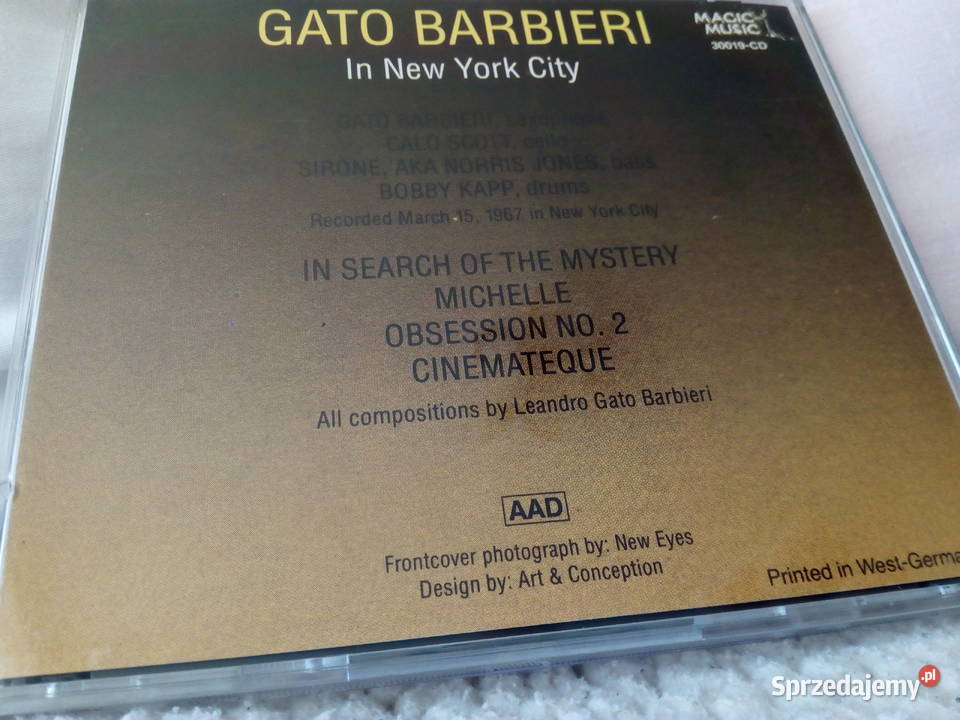 GATO BARBIERI
In New York City
MAGIC MUSIC
30019-CD
GATO BARBIERI, saxophone
CALO SCOTT, cello
SIRONE, AKA NORRIS JONES, bass
BOBBY KAPP, drums
Recorded March 15, 1967 in New York City
IN SEARCH OF THE MYSTERY
MICHELLE
OBSESSION NO. 2
CINEMATEQUE
All compositions by Leandro Gato Barbieri
AAD
Frontcover photograph by: New Eyes
Design by: Art & Conception
Printed in West-Germa
Sprzedajemy.pl